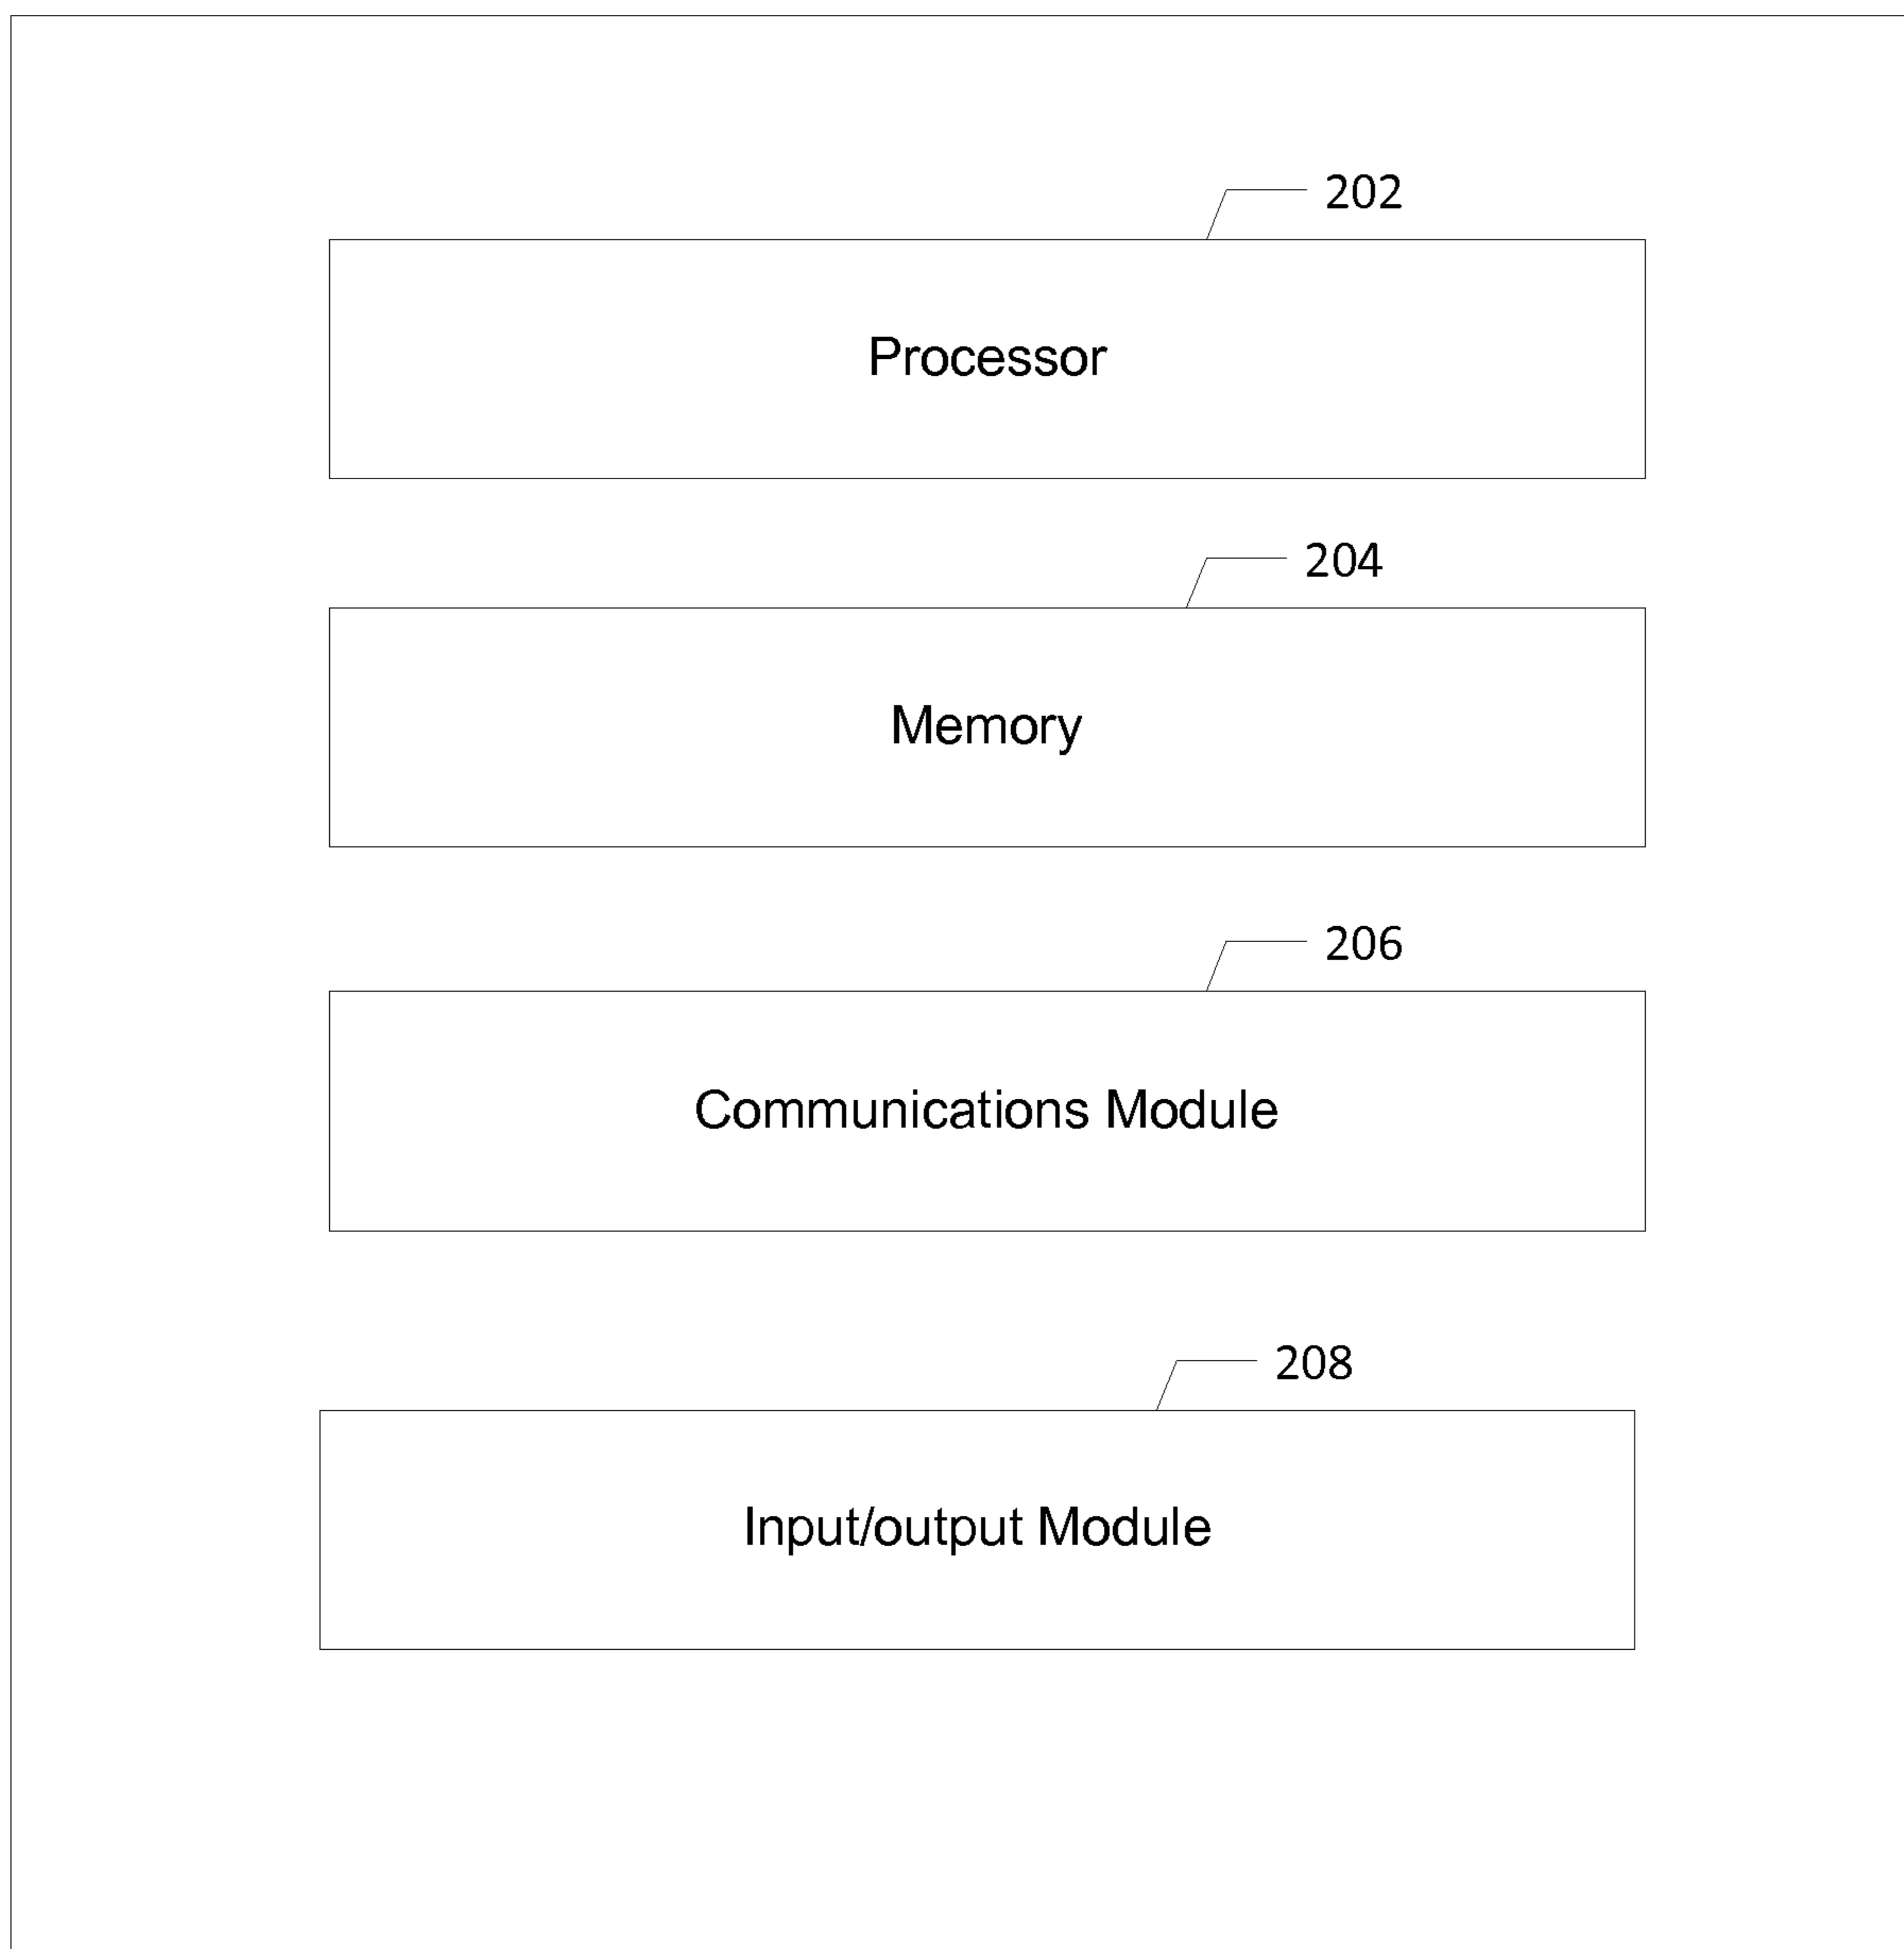 202
Processor
204
Memory
206
Communications Module
208
Input/output Module